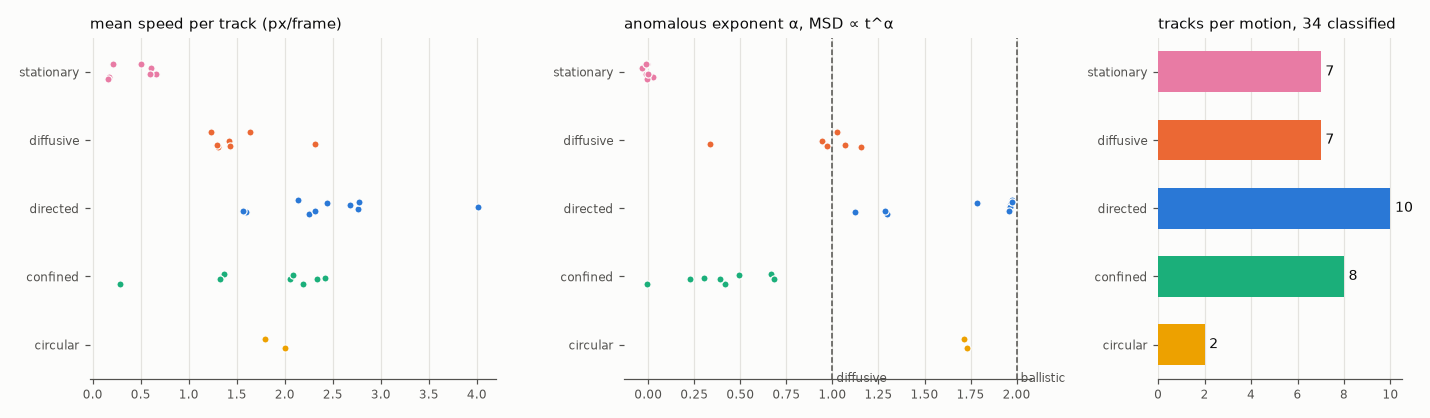 mean speed per track (px/frame)
stationary
diffusive
directed
confined
circular
0.0 0.5 1.0 1.5 2.0 2.5 3.0 3.5 4.0
anomalous exponent α, MSD ∝ t^α
stationary
diffusive
directed
confined
circular
diffusive
ballistic
0.00 0.25 0.50 0.75 1.00 1.25 1.50 1.75 2.00
tracks per motion, 34 classified
stationary 7
diffusive 7
directed 10
confined 8
circular 2
0 2 4 6 8 10